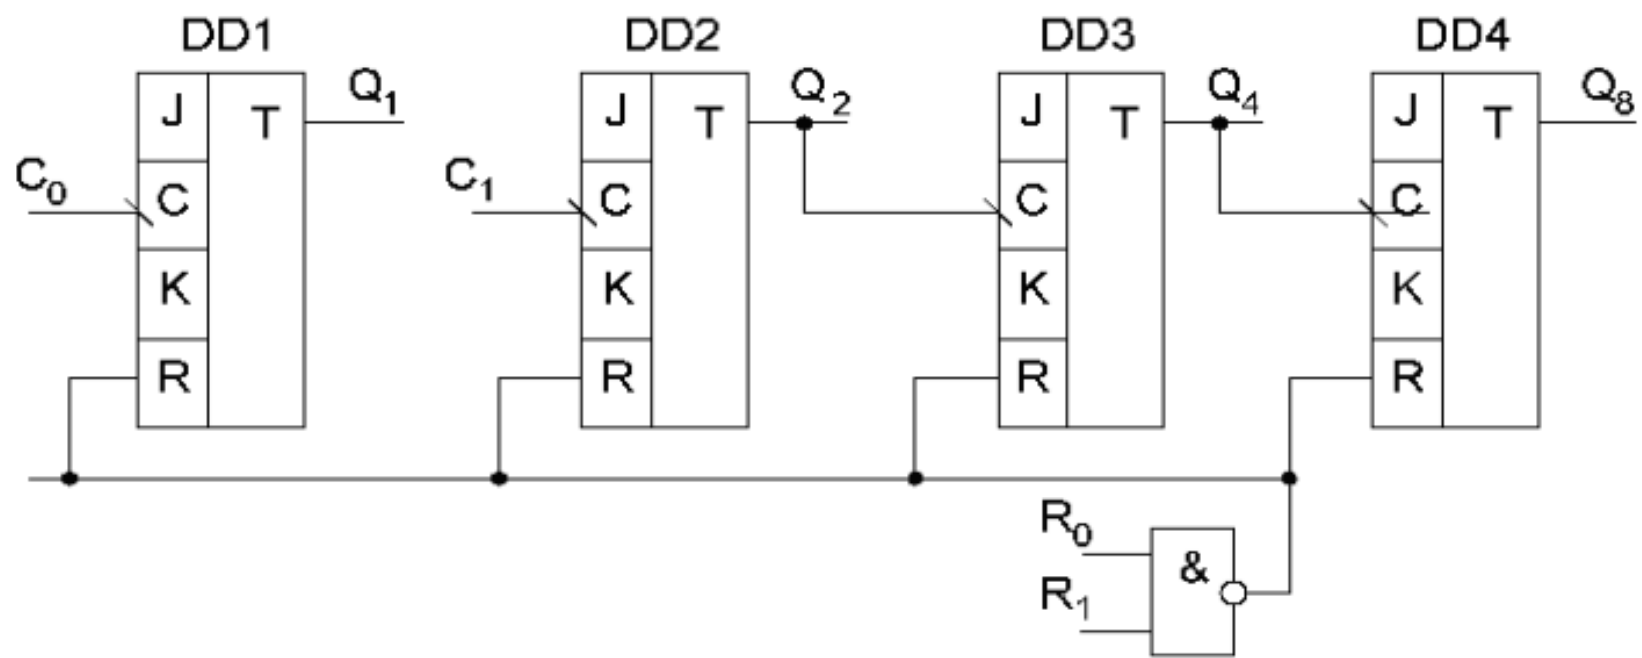 DD1 DD2 DD3 DD4
J T Q1 J T Q2 J T Q4 J T Q8
C0 C C1 C C C
K K K K
R R R R
R0
&
R1